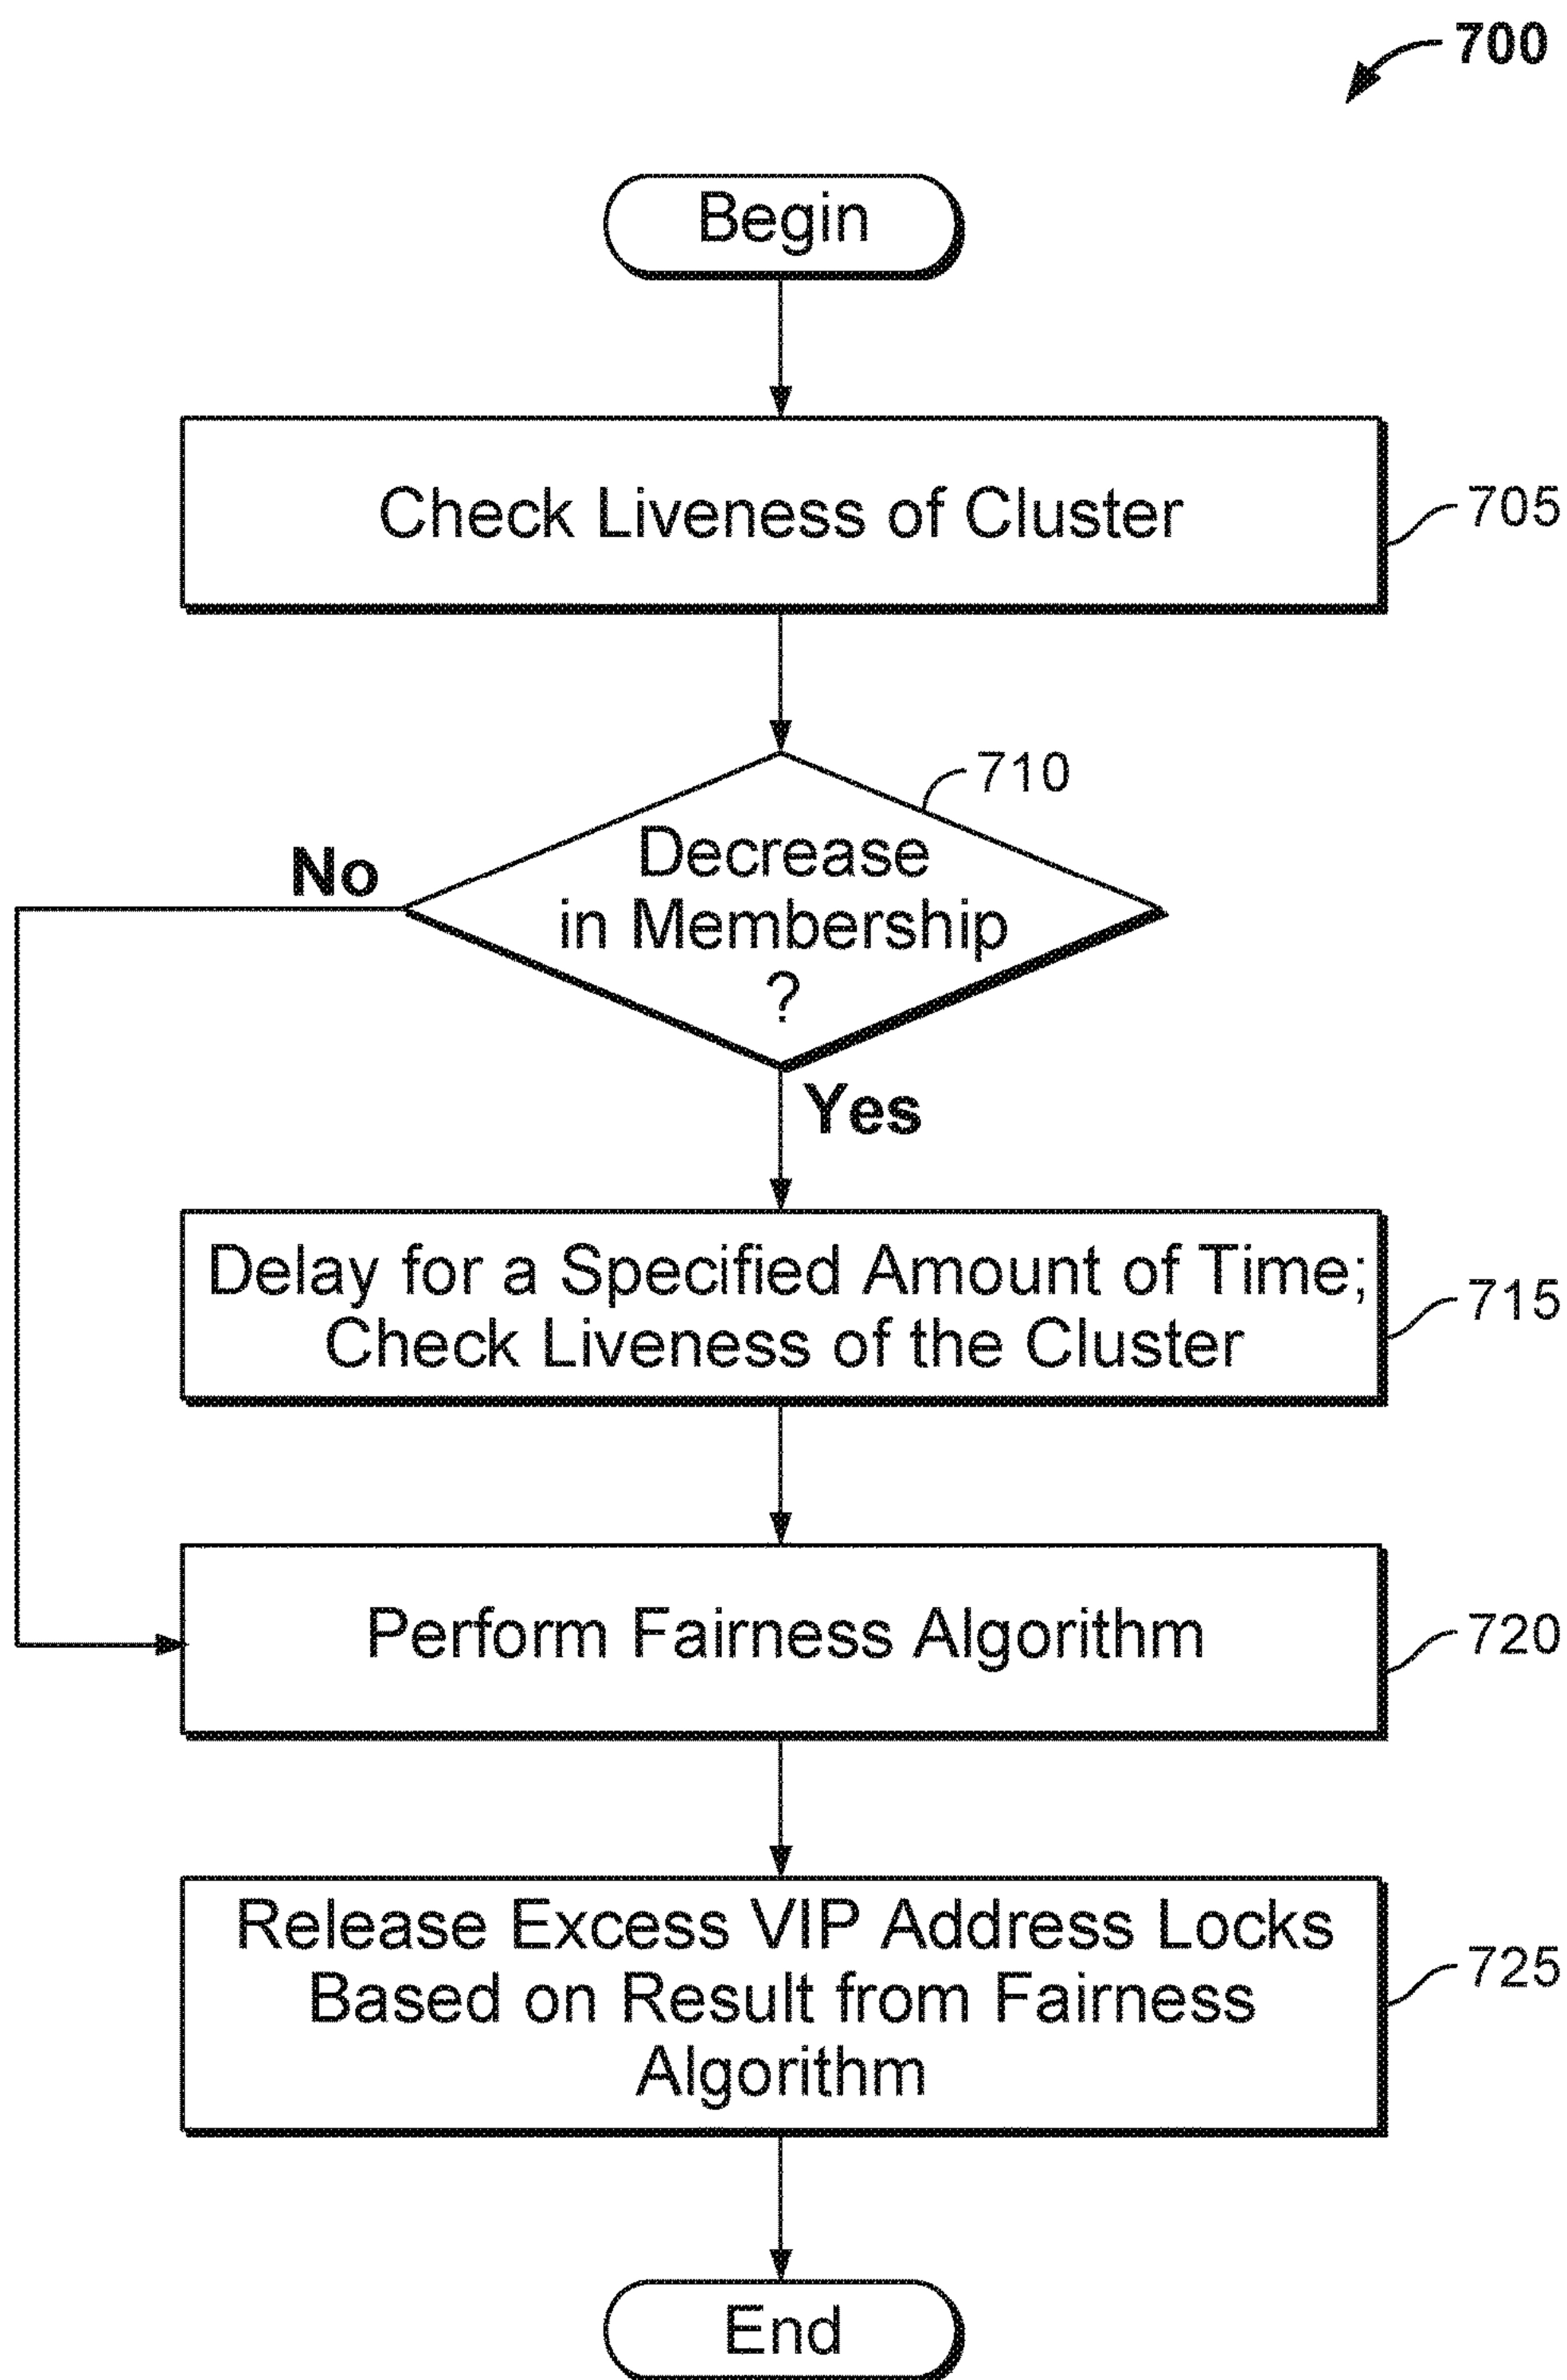 700
Begin
Check Liveness of Cluster
705
710
Decrease
in Membership
?
No
Yes
Delay for a Specified Amount of Time;
Check Liveness of the Cluster
715
Perform Fairness Algorithm
720
Release Excess VIP Address Locks
Based on Result from Fairness
Algorithm
725
End